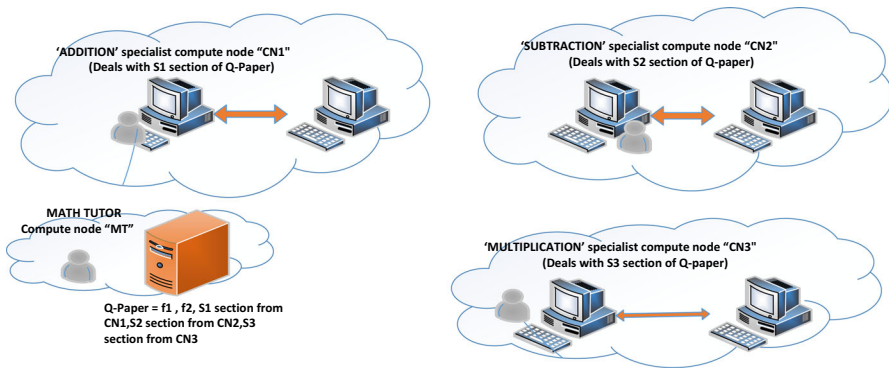 ‘ADDITION’ specialist compute node “CN1"
(Deals with S1 section of Q-Paper)
‘SUBTRACTION’ specialist compute node “CN2"
(Deals with S2 section of Q-paper)
MATH TUTOR
Compute node “MT”
Q-Paper = f1 , f2, S1 section from
CN1,S2 section from CN2,S3
section from CN3
‘MULTIPLICATION’ specialist compute node “CN3"
(Deals with S3 section of Q-paper)